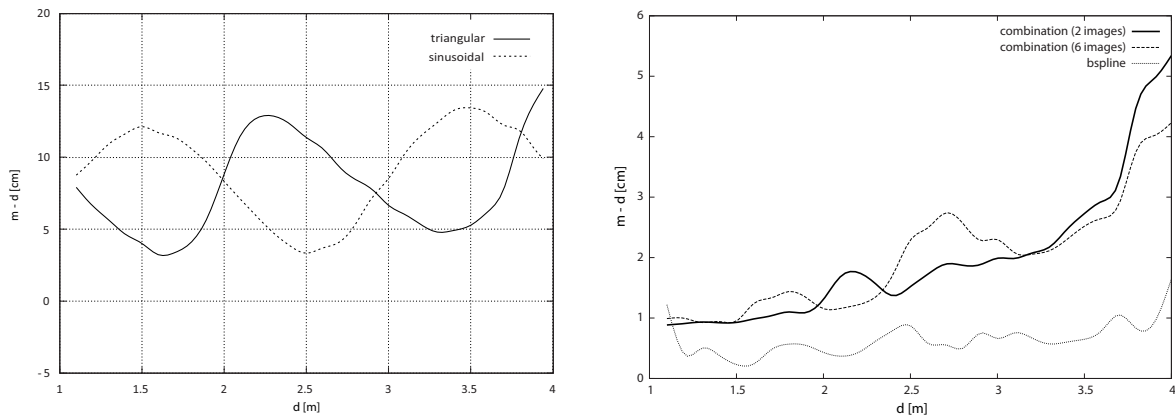 20
15
10
5
0
-5
m - d [cm]
triangular
sinusoidal
1 1.5 2 2.5 3 3.5 4
d [m]
6
5
4
3
2
1
0
m - d [cm]
combination (2 images)
combination (6 images)
bspline
1 1.5 2 2.5 3 3.5 4
d [m]